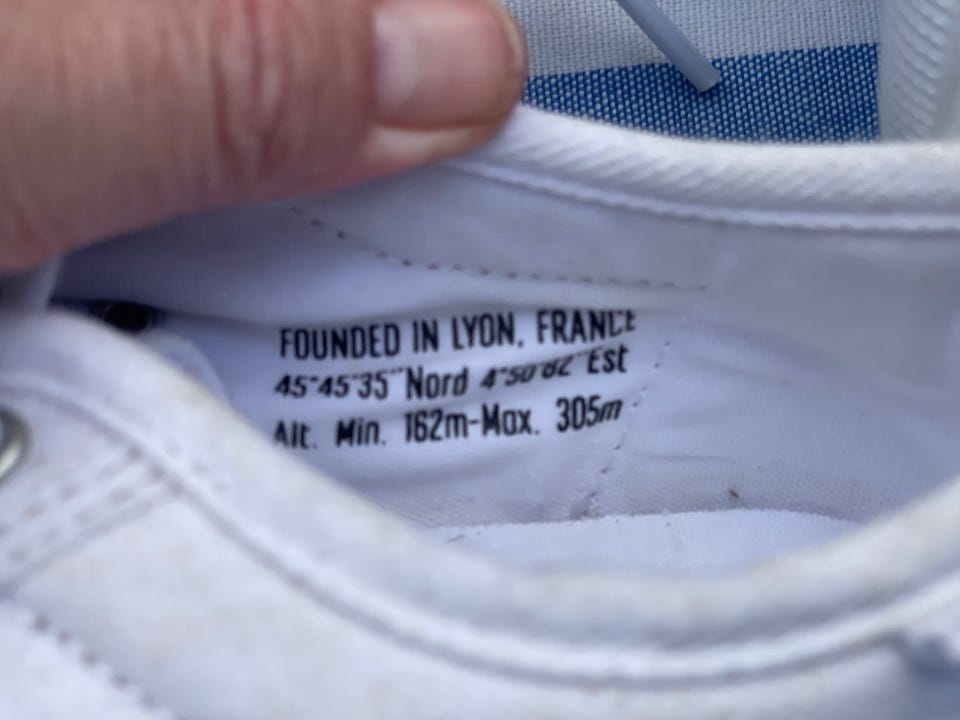 FOUNDED IN LYON, FRANCE
45°45'35" Nord 4°50'82" Est
Alt. Min. 162m-Max. 305m